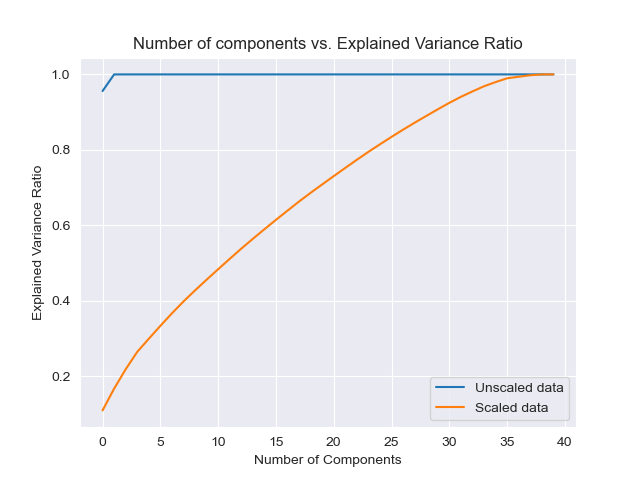 Number of components vs. Explained Variance Ratio
1.0
0.8
0.6
0.4
0.2
Explained Variance Ratio
Unscaled data
Scaled data
0 5 10 15 20 25 30 35 40
Number of Components